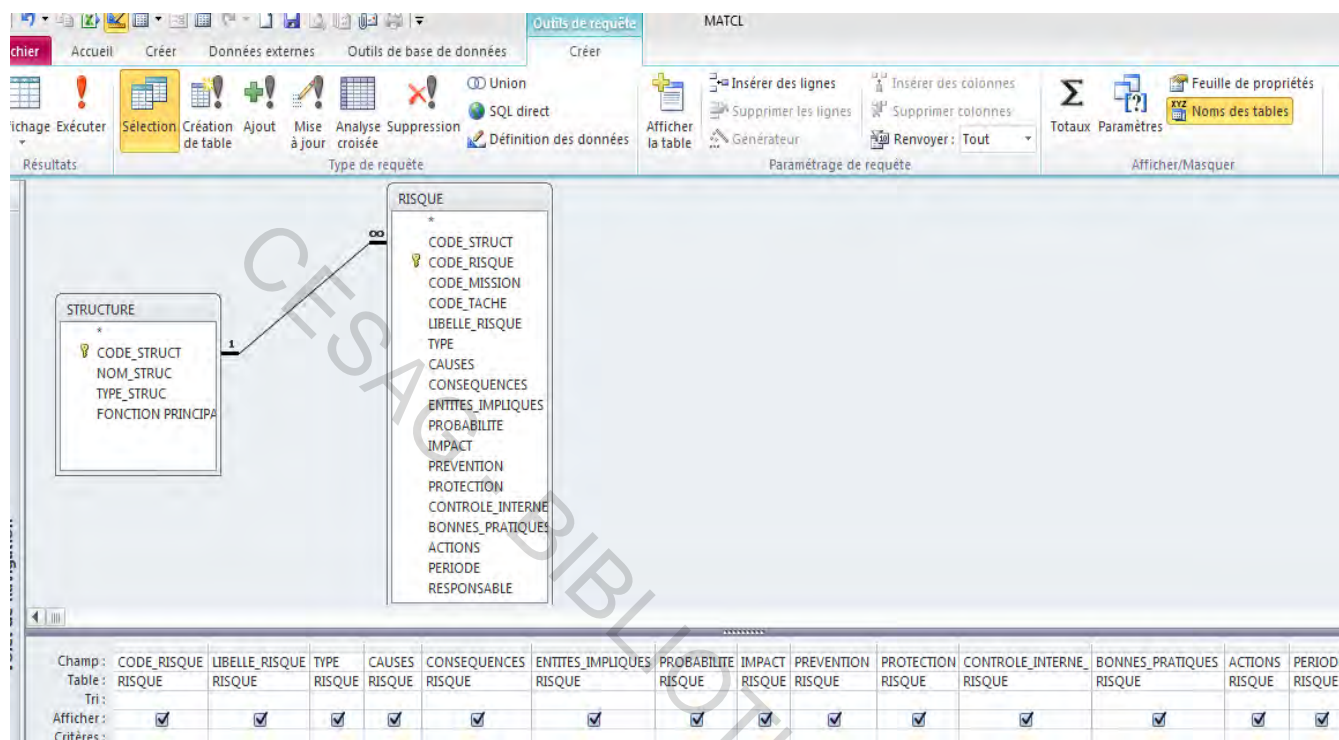 Outils de requête MATCL
chier Accueil Créer Données externes Outils de base de données Créer
Union
SQL direct
Définition des données
ichage Exécuter Sélection Création de table Ajout Mise à jour Analyse croisée Suppression
Afficher la table
Insérer des lignes
Supprimer les lignes
Générateur
Insérer des colonnes
Supprimer colonnes
Renvoyer : Tout
Totaux Paramètres
Feuille de propriétés
Noms des tables
Résultats Type de requête Paramétrage de requête Afficher/Masquer
STRUCTURE
*
CODE_STRUCT
NOM_STRUC
TYPE_STRUC
FONCTION PRINCIPA
1
∞
RISQUE
*
CODE_STRUCT
CODE_RISQUE
CODE_MISSION
CODE_TACHE
LIBELLE_RISQUE
TYPE
CAUSES
CONSEQUENCES
ENTITES_IMPLIQUES
PROBABILITE
IMPACT
PREVENTION
PROTECTION
CONTROLE_INTERNE
BONNES_PRATIQUES
ACTIONS
PERIODE
RESPONSABLE
Champ : CODE_RISQUE LIBELLE_RISQUE TYPE CAUSES CONSEQUENCES ENTITES_IMPLIQUES PROBABILITE IMPACT PREVENTION PROTECTION CONTROLE_INTERNE_ BONNES_PRATIQUES ACTIONS PERIOD
Table : RISQUE RISQUE RISQUE RISQUE RISQUE RISQUE RISQUE RISQUE RISQUE RISQUE RISQUE RISQUE RISQUE RISQUE
Tri :
Afficher :
Critères :
CESAG - BIBLIOT